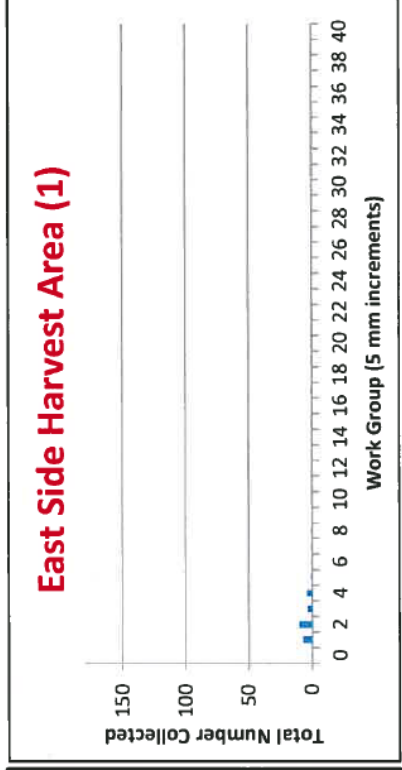 East Side Harvest Area (1)
Total Number Collected
150
100
50
0
0 2 4 6 8 10 12 14 16 18 20 22 24 26 28 30 32 34 36 38 40
Work Group (5 mm increments)